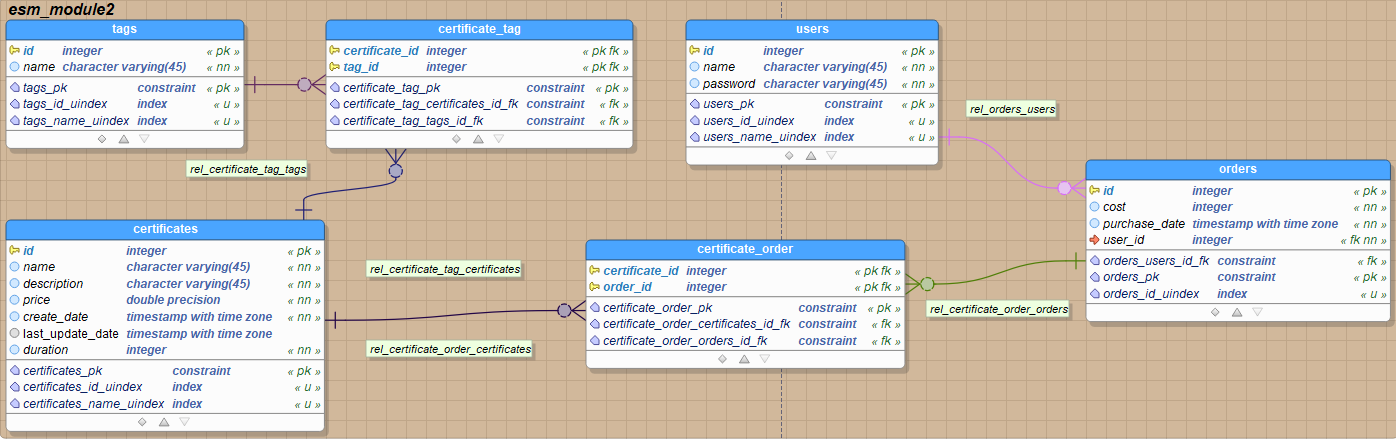 esm_module2
tags
id integer « pk »
name character varying(45) « nn »
tags_pk constraint « pk »
tags_id_uindex index « u »
tags_name_uindex index « u »
certificate_tag
certificate_id integer « pk fk »
tag_id integer « pk fk »
certificate_tag_pk constraint « pk »
certificate_tag_certificates_id_fk constraint « fk »
certificate_tag_tags_id_fk constraint « fk »
users
id integer « pk »
name character varying(45) « nn »
password character varying(45) « nn »
users_pk constraint « pk »
users_id_uindex index « u »
users_name_uindex index « u »
rel_orders_users
rel_certificate_tag_tags
orders
id integer « pk »
cost integer « nn »
purchase_date timestamp with time zone « nn »
user_id integer « fk nn »
orders_users_id_fk constraint « fk »
orders_pk constraint « pk »
orders_id_uindex index « u »
certificates
id integer « pk »
name character varying(45) « nn »
description character varying(45) « nn »
price double precision « nn »
create_date timestamp with time zone « nn »
last_update_date timestamp with time zone
duration integer « nn »
certificates_pk constraint « pk »
certificates_id_uindex index « u »
certificates_name_uindex index « u »
rel_certificate_tag_certificates
rel_certificate_order_certificates
certificate_order
certificate_id integer « pk fk »
order_id integer « pk fk »
certificate_order_pk constraint « pk »
certificate_order_certificates_id_fk constraint « fk »
certificate_order_orders_id_fk constraint « fk »
rel_certificate_order_orders